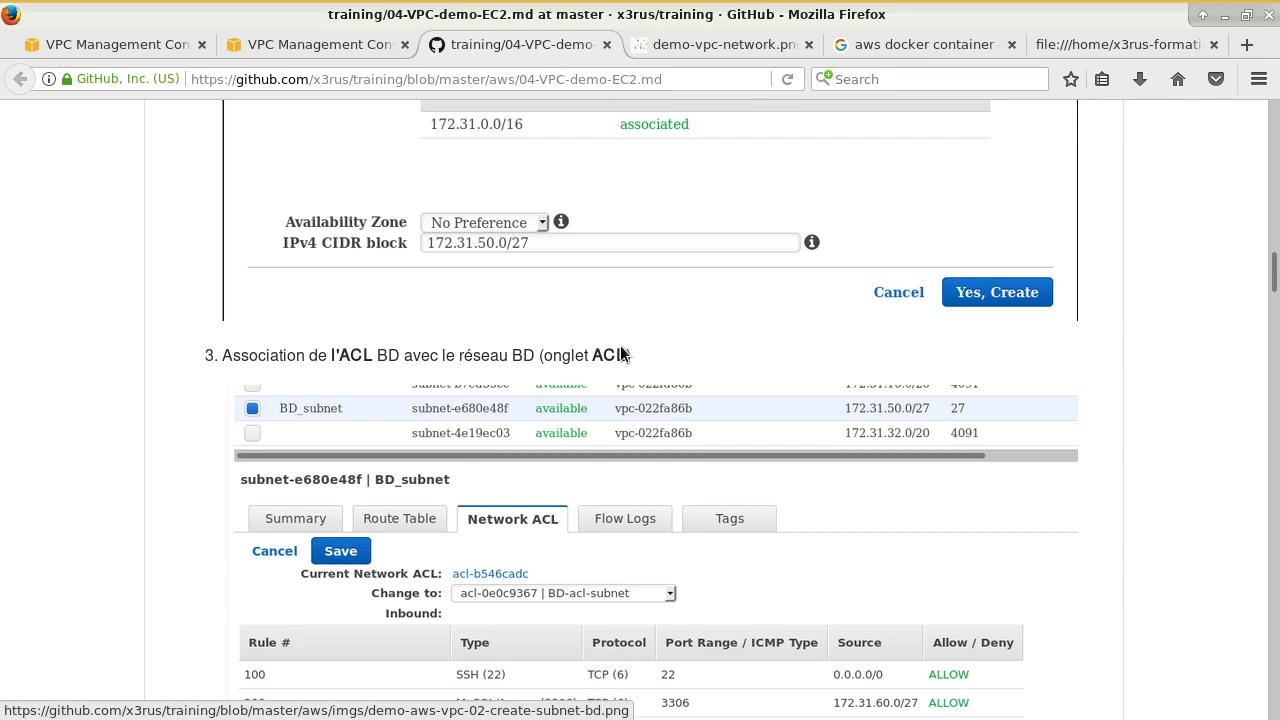 training/04-VPC-demo-EC2.md at master · x3rus/training · GitHub - Mozilla Firefox
VPC Management Con
VPC Management Con
training/04-VPC-demo-
demo-vpc-network.pn
aws docker container -
file:///home/x3rus-formati
GitHub, Inc. (US)
https://github.com/x3rus/training/blob/master/aws/04-VPC-demo-EC2.md
Search
172.31.0.0/16 associated
Availability Zone No Preference
IPv4 CIDR block 172.31.50.0/27
Cancel Yes, Create
3. Association de l'ACL BD avec le réseau BD (onglet ACL
available vpc-022fa86b 172.31.16.0/20 4091
BD_subnet subnet-e680e48f available vpc-022fa86b 172.31.50.0/27 27
subnet-4e19ec03 available vpc-022fa86b 172.31.32.0/20 4091
subnet-e680e48f | BD_subnet
Summary Route Table Network ACL Flow Logs Tags
Cancel Save
Current Network ACL: acl-b546cadc
Change to: acl-0e0c9367 | BD-acl-subnet
Inbound:
Rule # Type Protocol Port Range / ICMP Type Source Allow / Deny
100 SSH (22) TCP (6) 22 0.0.0.0/0 ALLOW
3306 172.31.60.0/27 ALLOW
https://github.com/x3rus/training/blob/master/aws/imgs/demo-aws-vpc-02-create-subnet-bd.png